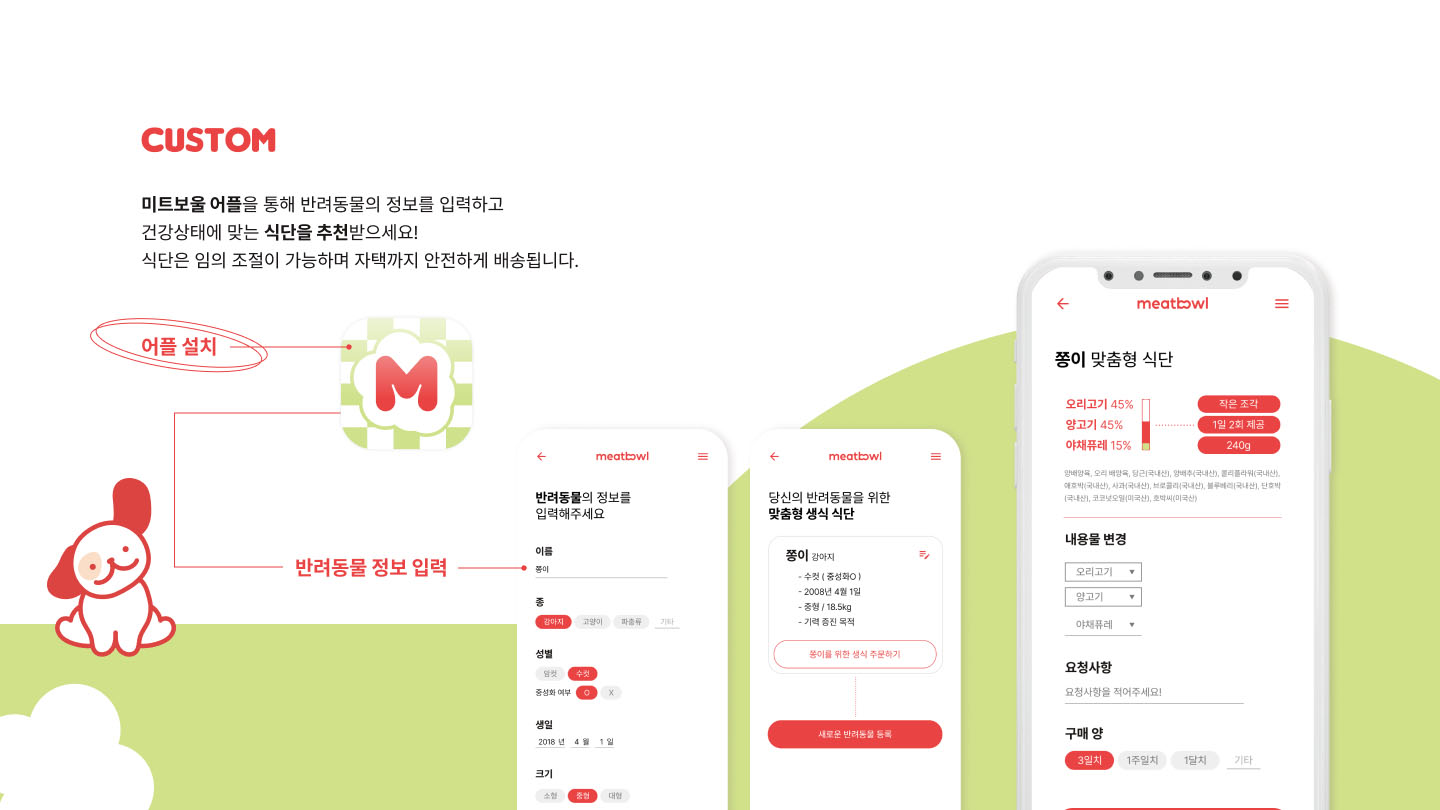 CUSTOM
미트보울 어플을 통해 반려동물의 정보를 입력하고
건강상태에 맞는 식단을 추천받으세요!
식단은 임의 조절이 가능하며 자택까지 안전하게 배송됩니다.
어플 설치
M
반려동물 정보 입력
meatbowl
반려동물의 정보를
입력해주세요
이름
쫑이
종
강아지 고양이 파충류 기타
성별
암컷 수컷
중성화 여부 O X
생일
2018 년 4 월 1 일
크기
소형 중형 대형
meatbowl
당신의 반려동물을 위한
맞춤형 생식 식단
쫑이 강아지
- 수컷 ( 중성화O )
- 2008년 4월 1일
- 중형 / 18.5kg
- 기력 증진 목적
쫑이를 위한 생식 주문하기
새로운 반려동물 등록
meatbowl
쫑이 맞춤형 식단
오리고기 45% 작은 조각
양고기 45% 1일 2회 제공
야채퓨레 15% 240g
양배양육, 오리 배양육, 당근(국내산), 양배추(국내산), 콜리플라워(국내산),
애호박(국내산), 사과(국내산), 브로콜리(국내산), 블루베리(국내산), 단호박
(국내산), 코코넛오일(미국산), 호박씨(미국산)
내용물 변경
오리고기 ▼
양고기 ▼
야채퓨레 ▼
요청사항
요청사항을 적어주세요!
구매 양
3일치 1주일치 1달치 기타